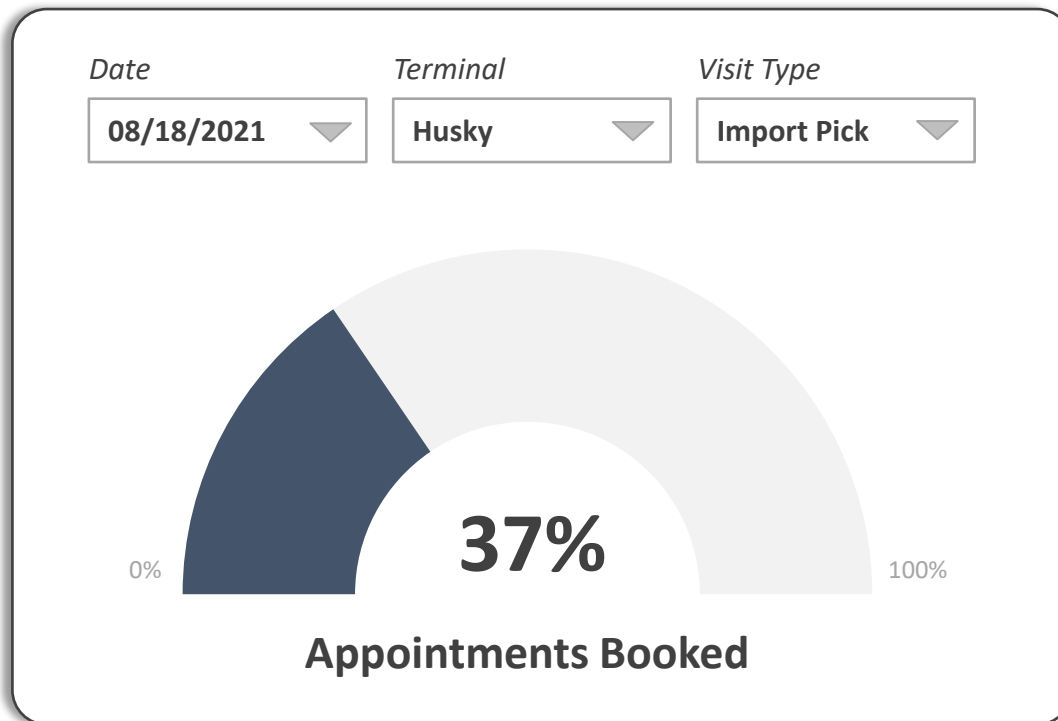 Date Terminal Visit Type
08/18/2021 Husky Import Pick
37%
0% 100%
Appointments Booked